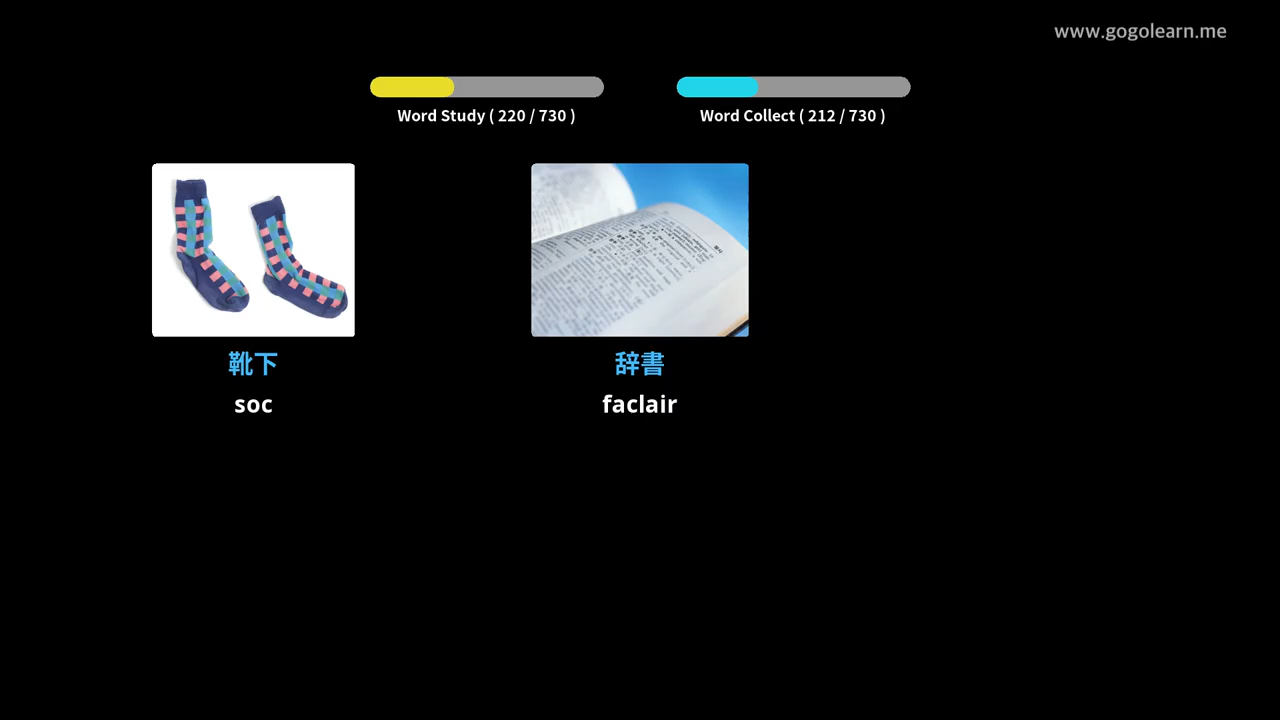 www.gogolearn.me
Word Study ( 220 / 730 )
Word Collect ( 212 / 730 )
靴下
soc
辞書
faclair